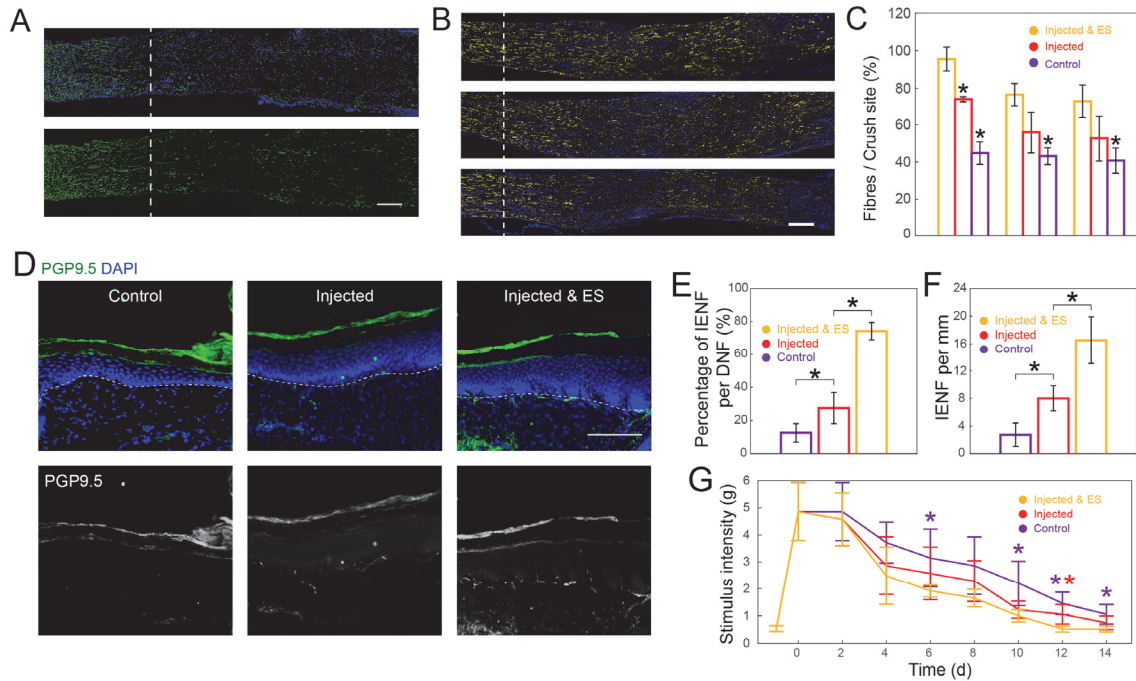 A
B
C
Injected & ES
Injected
Control
Fibres / Crush site (%)
120
100
80
60
40
20
0
*
*
*
*
D
PGP9.5 DAPI
Control
Injected
Injected & ES
PGP9.5
E
Percentage of IENF
per DNF (%)
100
80
60
40
20
0
Injected & ES
Injected
Control
*
*
F
IENF per mm
24
20
16
12
8
4
0
Injected & ES
Injected
Control
*
*
G
Stimulus intensity (g)
6
5
4
3
2
1
0
Injected & ES
Injected
Control
*
*
**
*
0 2 4 6 8 10 12 14
Time (d)